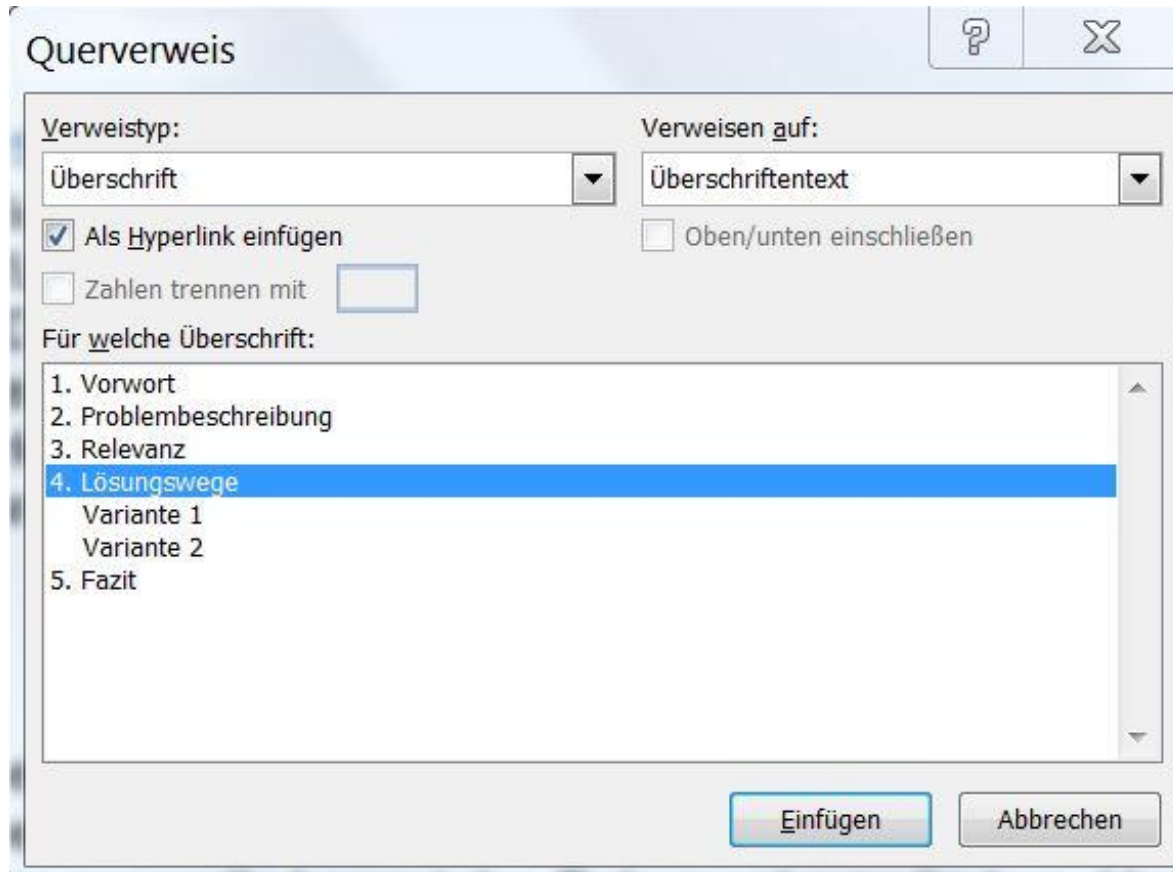 Querverweis
Verweistyp: Verweisen auf:
Überschrift Überschriftentext
Als Hyperlink einfügen Oben/unten einschließen
Zahlen trennen mit
Für welche Überschrift:
1. Vorwort
2. Problembeschreibung
3. Relevanz
4. Lösungswege
Variante 1
Variante 2
5. Fazit
Einfügen Abbrechen